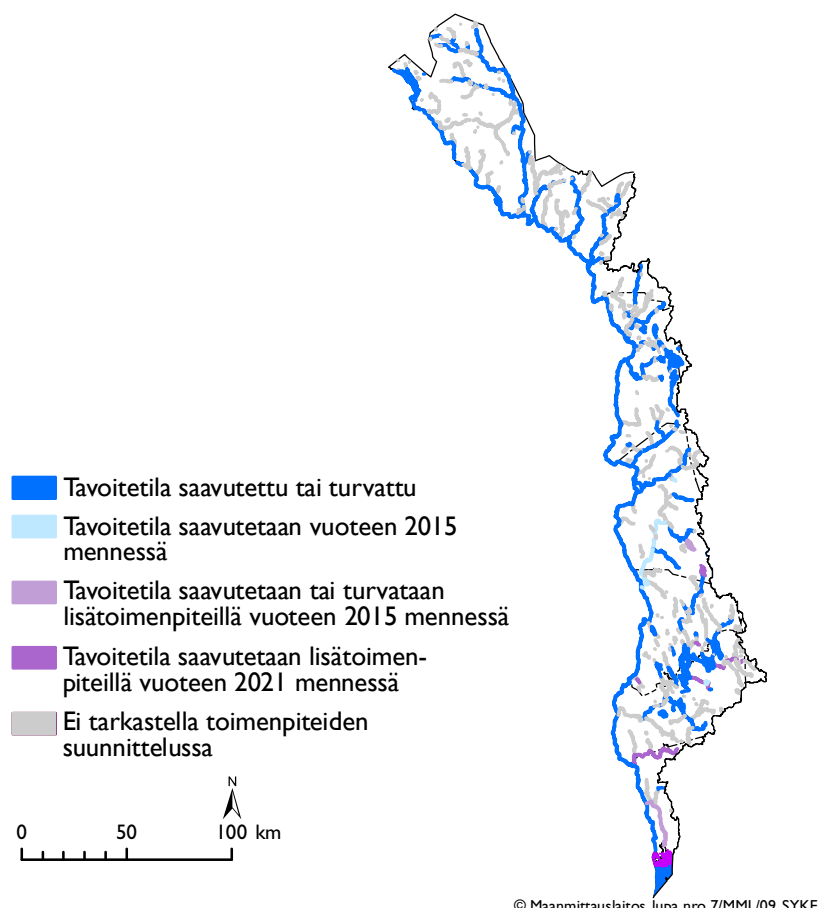 Tavoitetila saavutettu tai turvattu
Tavoitetila saavutetaan vuoteen 2015
mennessä
Tavoitetila saavutetaan tai turvataan
lisätoimenpiteillä vuoteen 2015 mennessä
Tavoitetila saavutetaan lisätoimen-
piteillä vuoteen 2021 mennessä
Ei tarkastella toimenpiteiden
suunnittelussa
N
0 50 100 km
© Maanmittauslaitos lupa nro 7/MML/09, SYKE